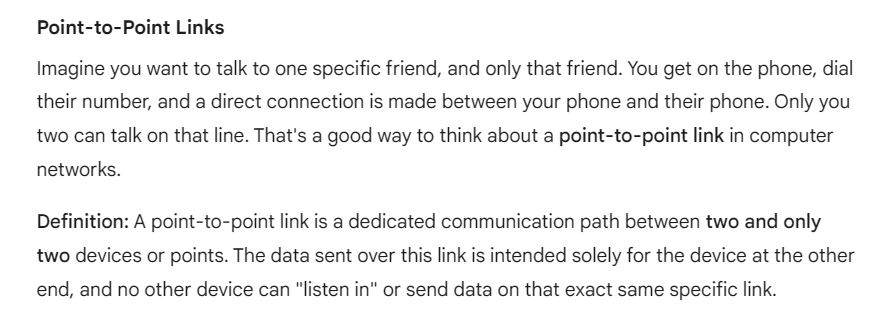 Point-to-Point Links
Imagine you want to talk to one specific friend, and only that friend. You get on the phone, dial
their number, and a direct connection is made between your phone and their phone. Only you
two can talk on that line. That's a good way to think about a point-to-point link in computer
networks.
Definition: A point-to-point link is a dedicated communication path between two and only
two devices or points. The data sent over this link is intended solely for the device at the other
end, and no other device can "listen in" or send data on that exact same specific link.